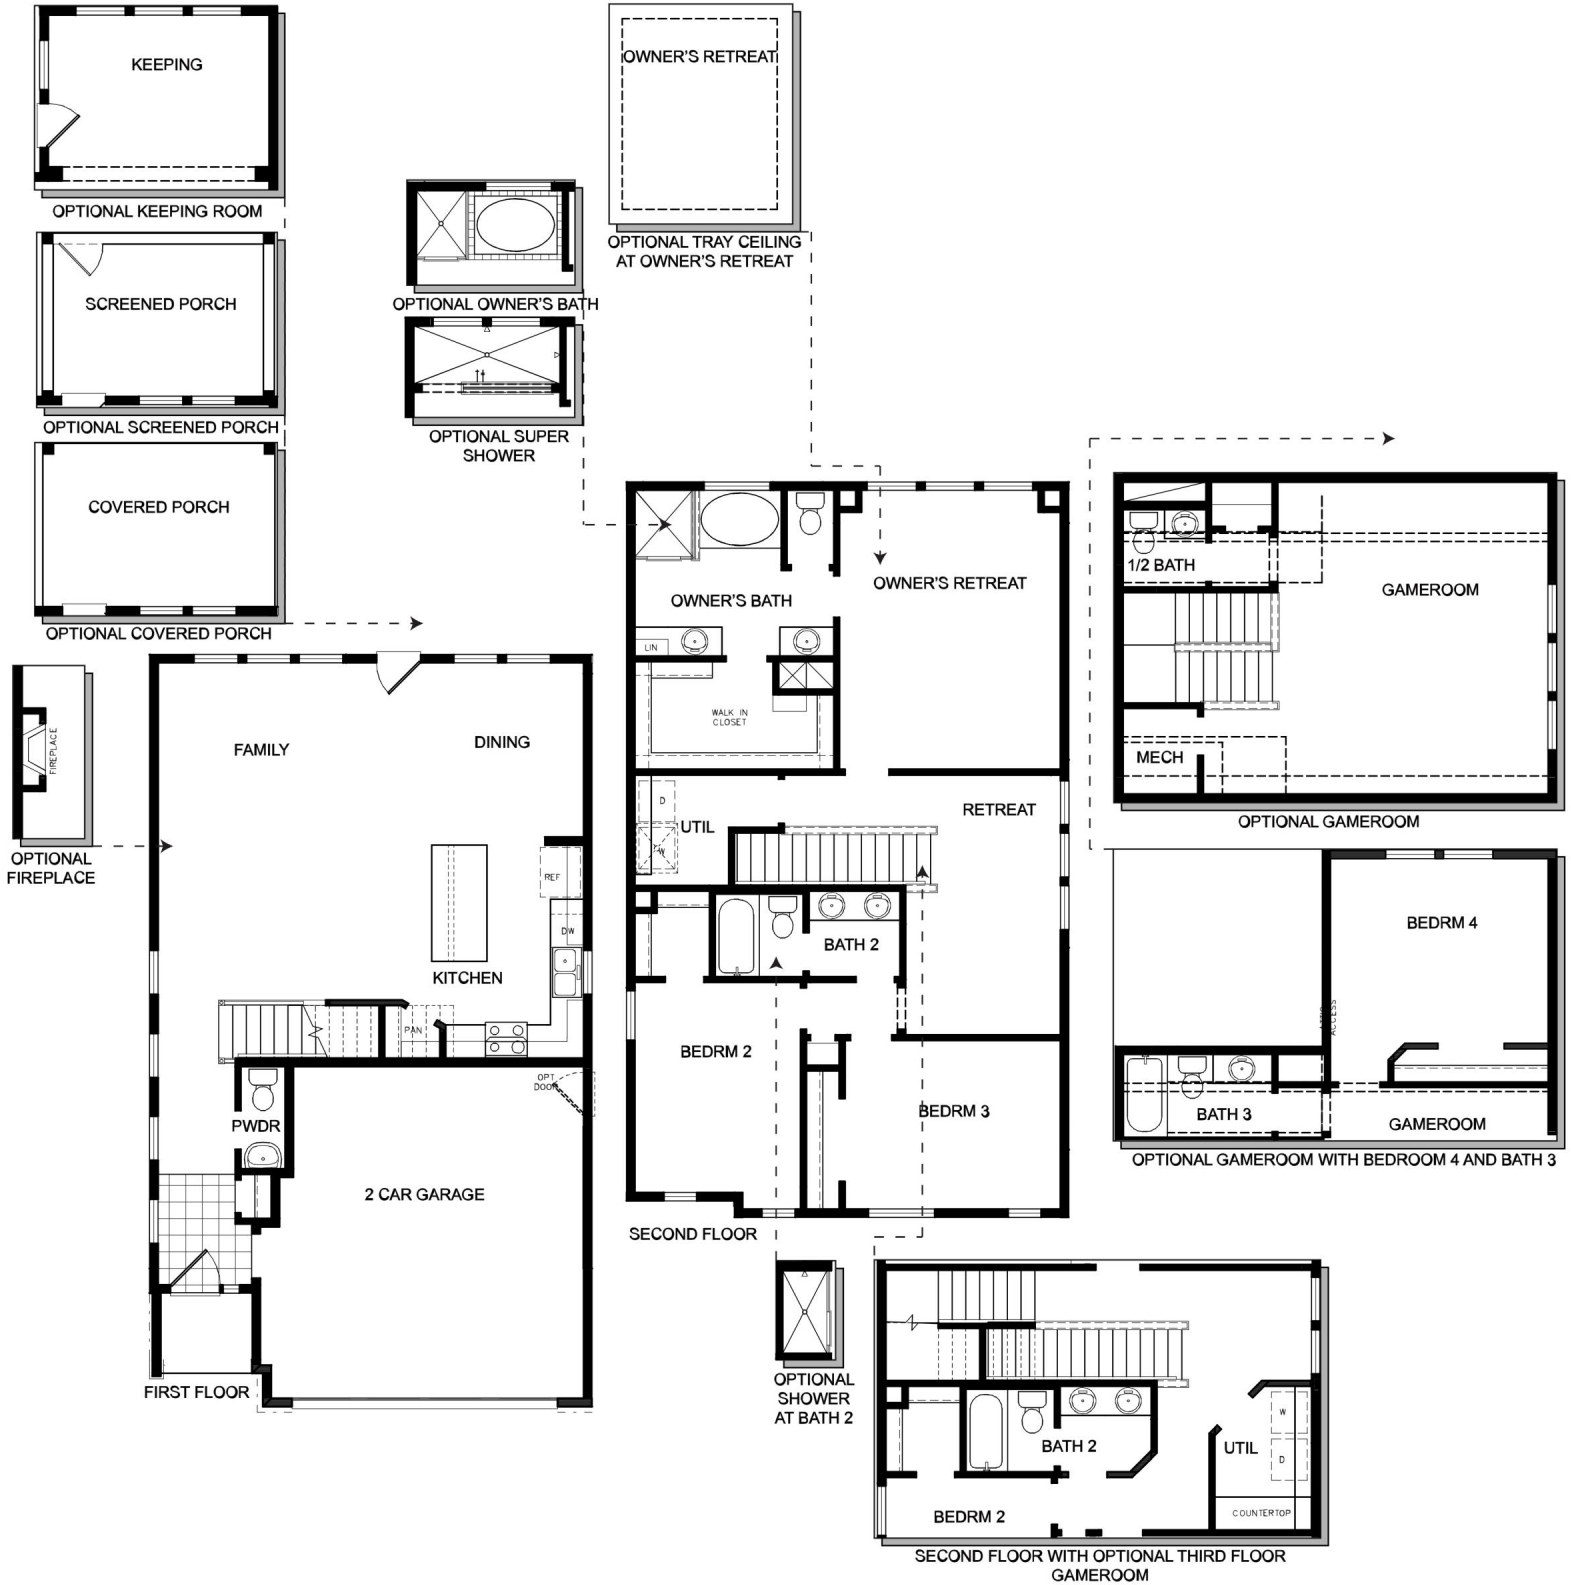 KEEPING
OPTIONAL KEEPING ROOM
SCREENED PORCH
OPTIONAL SCREENED PORCH
COVERED PORCH
OPTIONAL COVERED PORCH
OWNER'S RETREAT
OPTIONAL TRAY CEILING
AT OWNER'S RETREAT
OPTIONAL OWNER'S BATH
OPTIONAL SUPER
SHOWER
FIREPLACE
OPTIONAL
FIREPLACE
FAMILY
DINING
REF
DW
KITCHEN
PAN
OPT
DOOR
PWDR
2 CAR GARAGE
FIRST FLOOR
OWNER'S BATH
OWNER'S RETREAT
LIN
WALK IN
CLOSET
D
UTIL
W
RETREAT
BATH 2
BEDRM 2
BEDRM 3
SECOND FLOOR
OPTIONAL
SHOWER
AT BATH 2
1/2 BATH
GAMEROOM
MECH
OPTIONAL GAMEROOM
BEDRM 4
ACCESS
BATH 3
GAMEROOM
OPTIONAL GAMEROOM WITH BEDROOM 4 AND BATH 3
W
BATH 2
UTIL
D
BEDRM 2
COUNTERTOP
SECOND FLOOR WITH OPTIONAL THIRD FLOOR
GAMEROOM